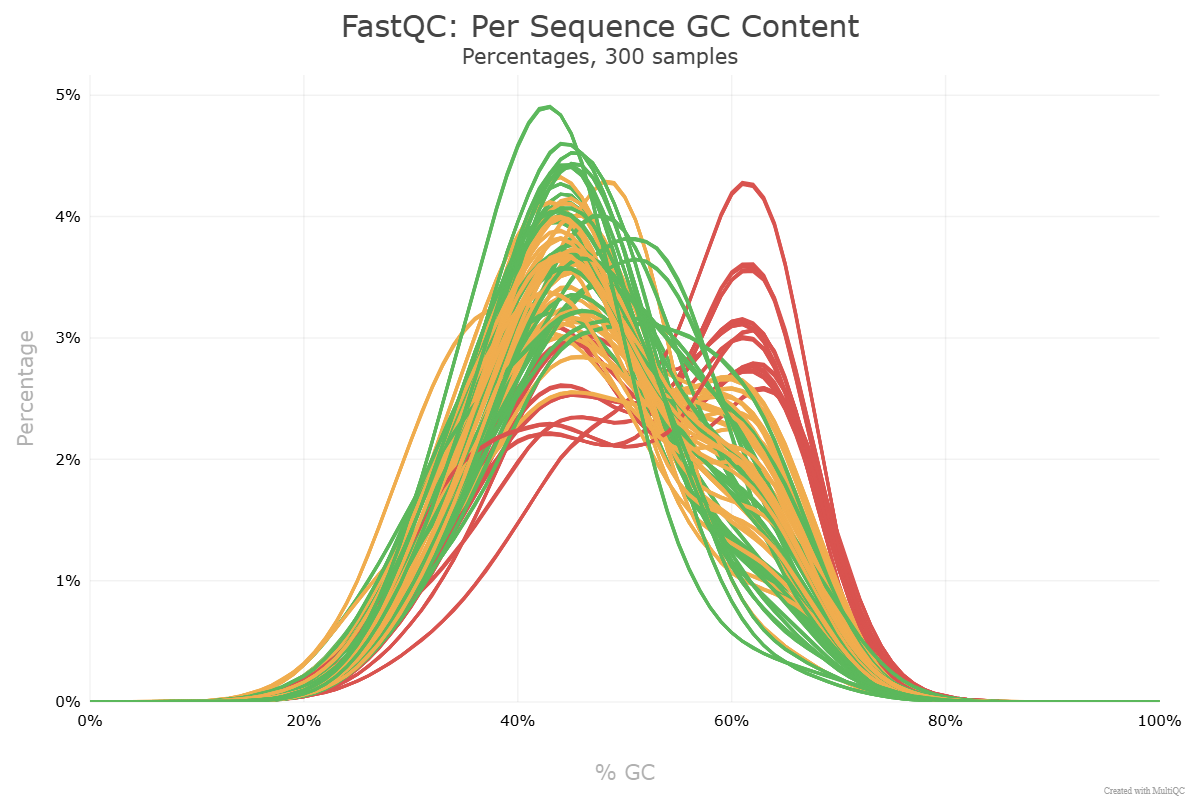 FastQC: Per Sequence GC Content
Percentages, 300 samples
5%
4%
3%
2%
1%
0%
Percentage
0%
20%
40%
60%
80%
100%
% GC
Created with MultiQC